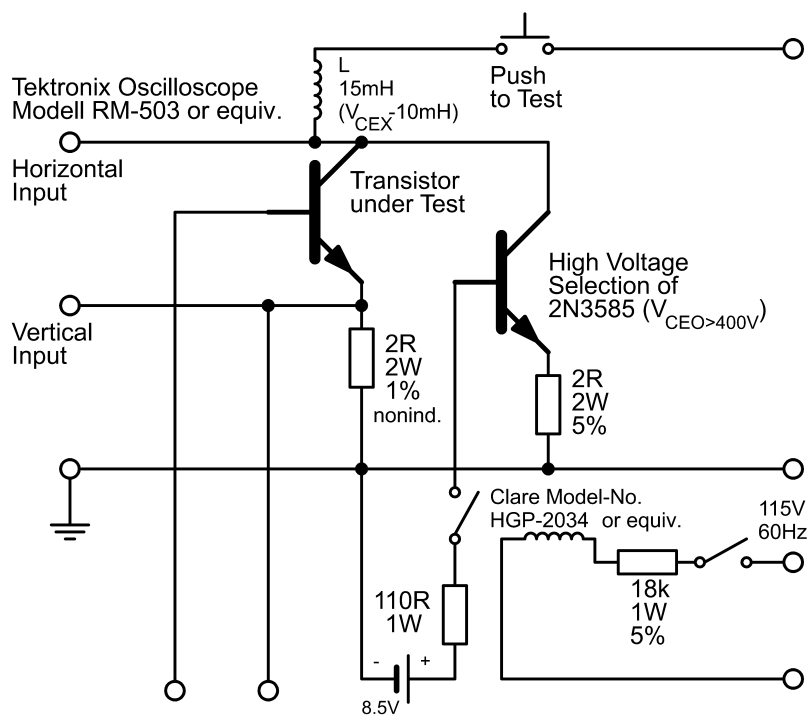 L
15mH
(VCEX-10mH)
Push
to Test
Tektronix Oscilloscope
Modell RM-503 or equiv.
Horizontal
Input
Transistor
under Test
High Voltage
Selection of
2N3585 (VCEO>400V)
Vertical
Input
2R
2W
1%
nonind.
2R
2W
5%
Clare Model-No.
HGP-2034 or equiv.
115V
60Hz
18k
1W
5%
110R
1W
- +
8.5V